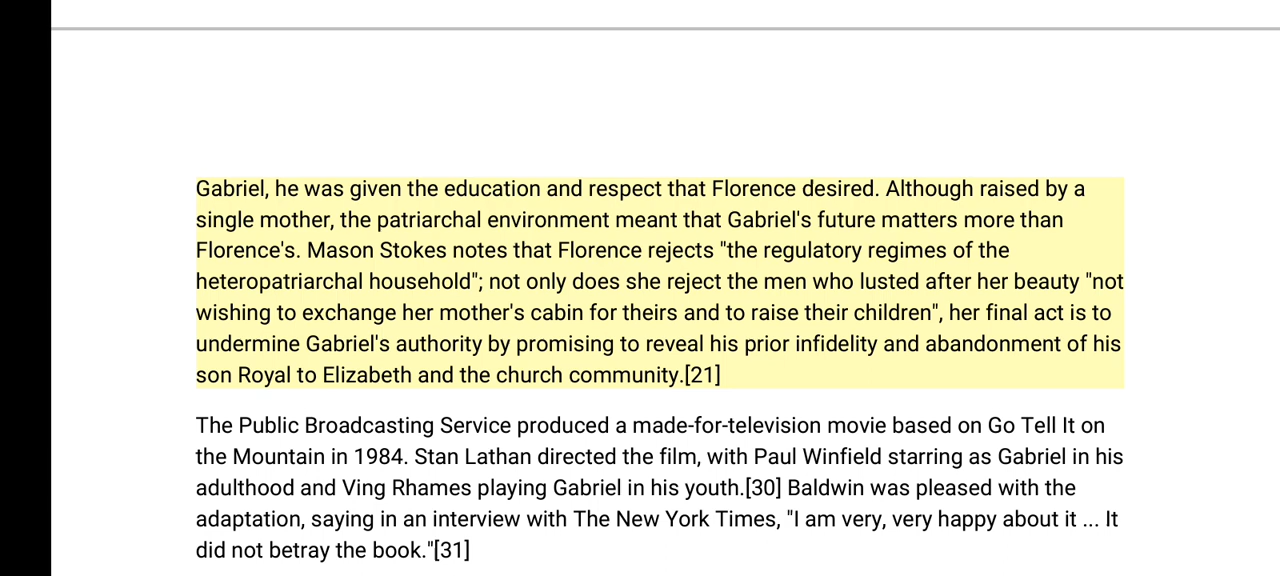 Gabriel, he was given the education and respect that Florence desired. Although raised by a
single mother, the patriarchal environment meant that Gabriel's future matters more than
Florence's. Mason Stokes notes that Florence rejects "the regulatory regimes of the
heteropatriarchal household"; not only does she reject the men who lusted after her beauty "not
wishing to exchange her mother's cabin for theirs and to raise their children", her final act is to
undermine Gabriel's authority by promising to reveal his prior infidelity and abandonment of his
son Royal to Elizabeth and the church community.[21]
The Public Broadcasting Service produced a made-for-television movie based on Go Tell It on
the Mountain in 1984. Stan Lathan directed the film, with Paul Winfield starring as Gabriel in his
adulthood and Ving Rhames playing Gabriel in his youth.[30] Baldwin was pleased with the
adaptation, saying in an interview with The New York Times, "I am very, very happy about it ... It
did not betray the book."[31]